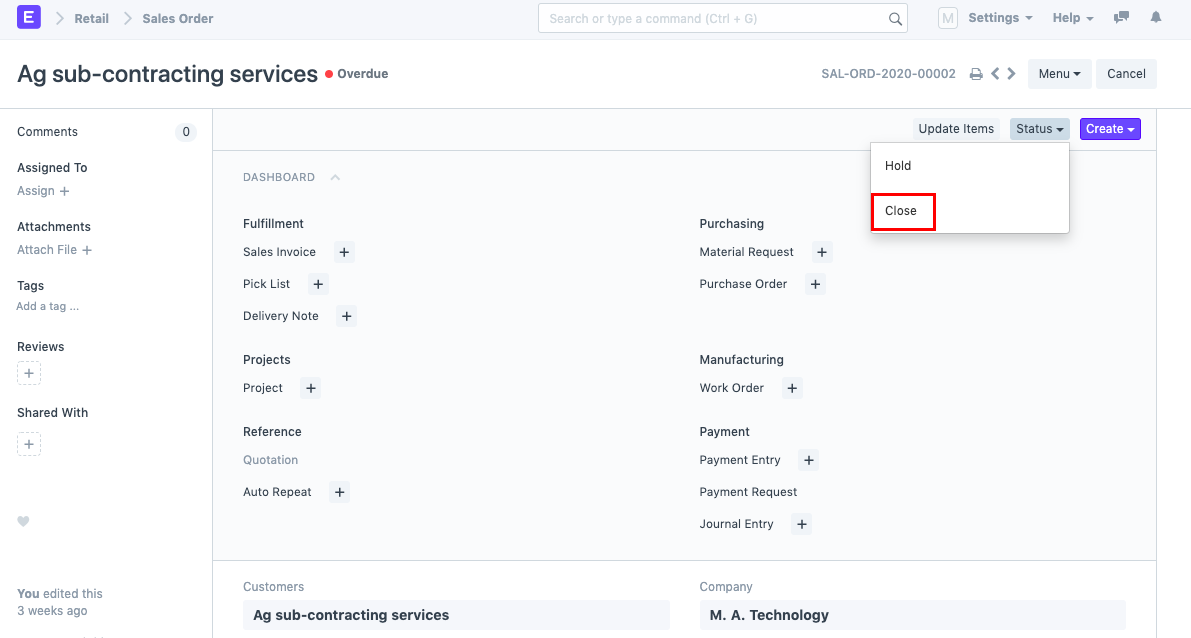 E Retail Sales Order Search or type a command (Ctrl + G) M Settings Help
Ag sub-contracting services Overdue SAL-ORD-2020-00002 Menu Cancel
Comments 0
Assigned To
Assign +
Attachments
Attach File +
Tags
Add a tag ...
Reviews
+
Shared With
+
You edited this
3 weeks ago
Update Items Status Create
Hold
Close
DASHBOARD
Fulfillment
Sales Invoice +
Pick List +
Delivery Note +
Purchasing
Material Request +
Purchase Order +
Projects
Project +
Manufacturing
Work Order +
Reference
Quotation
Auto Repeat +
Payment
Payment Entry +
Payment Request
Journal Entry +
Customers
Ag sub-contracting services
Company
M. A. Technology